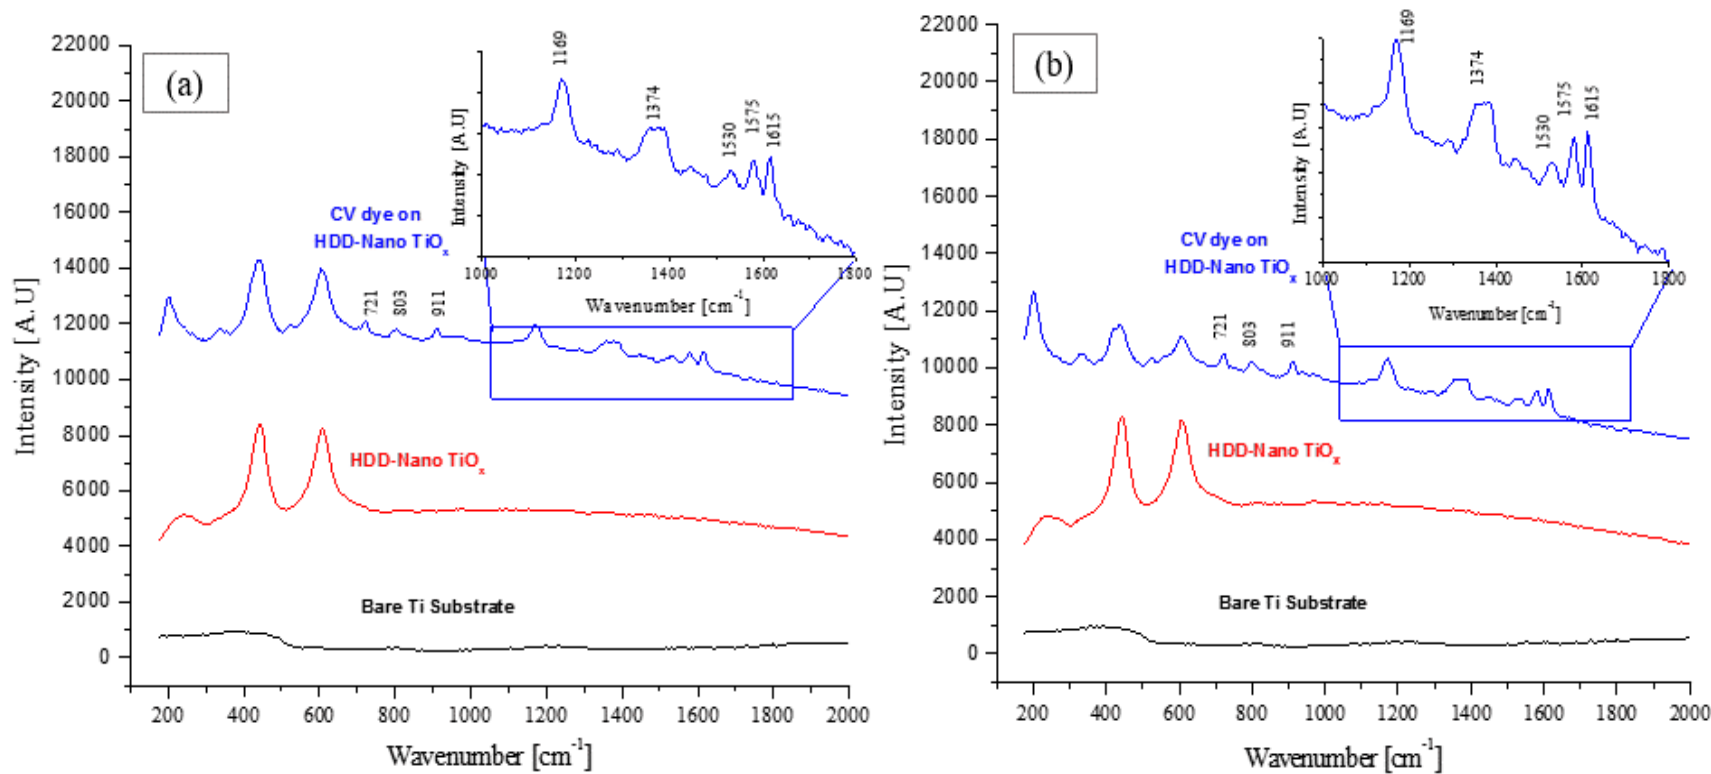 (a)
22000
20000
18000
16000
14000
12000
10000
8000
6000
4000
2000
0
Intensity [A.U]
200 400 600 800 1000 1200 1400 1600 1800 2000
Wavenumber [cm⁻¹]
CV dye on
HDD-Nano TiOₓ
721
803
911
HDD-Nano TiOₓ
Bare Ti Substrate
Intensity [A.U]
1169
1374
1530
1575
1615
1000 1200 1400 1600 1800
Wavenumber [cm⁻¹]
(b)
22000
20000
18000
16000
14000
12000
10000
8000
6000
4000
2000
0
Intensity [A.U]
200 400 600 800 1000 1200 1400 1600 1800 2000
Wavenumber [cm⁻¹]
CV dye on
HDD-Nano TiOₓ
721
803
911
HDD-Nano TiOₓ
Bare Ti Substrate
Intensity [A.U]
1169
1374
1530
1575
1615
1000 1200 1400 1600 1800
Wavenumber [cm⁻¹]